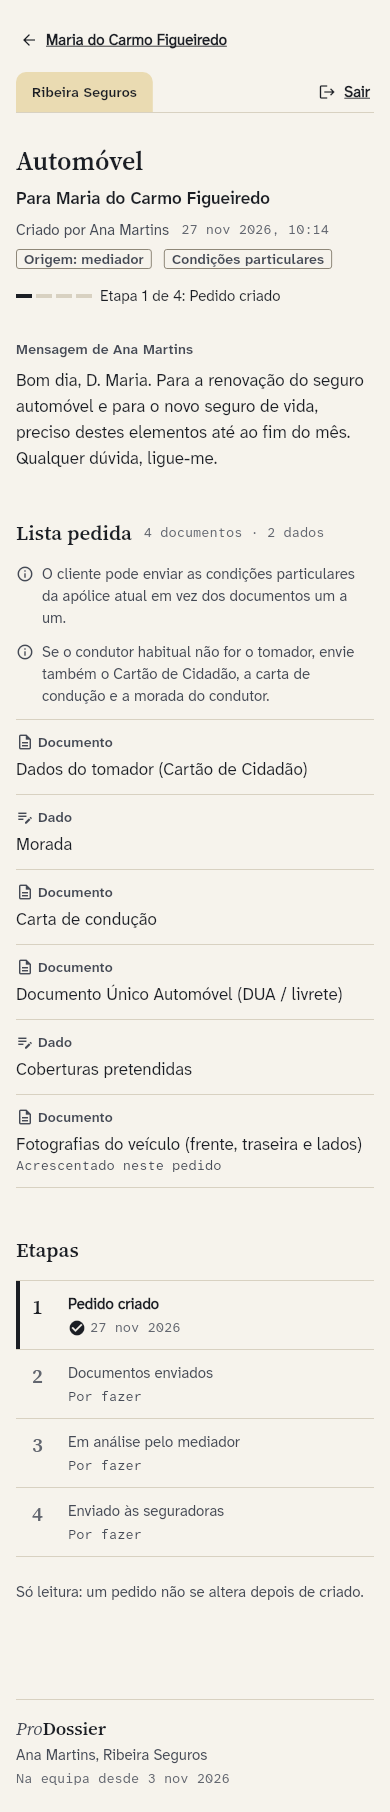 Maria do Carmo Figueiredo
Ribeira Seguros
Sair
Automóvel
Para Maria do Carmo Figueiredo
Criado por Ana Martins 27 nov 2026, 10:14
Origem: mediador Condições particulares
Etapa 1 de 4: Pedido criado
Mensagem de Ana Martins
Bom dia, D. Maria. Para a renovação do seguro
automóvel e para o novo seguro de vida,
preciso destes elementos até ao fim do mês.
Qualquer dúvida, ligue-me.
Lista pedida 4 documentos · 2 dados
O cliente pode enviar as condições particulares
da apólice atual em vez dos documentos um a
um.
Se o condutor habitual não for o tomador, envie
também o Cartão de Cidadão, a carta de
condução e a morada do condutor.
Documento
Dados do tomador (Cartão de Cidadão)
Dado
Morada
Documento
Carta de condução
Documento
Documento Único Automóvel (DUA / livrete)
Dado
Coberturas pretendidas
Documento
Fotografias do veículo (frente, traseira e lados)
Acrescentado neste pedido
Etapas
1 Pedido criado
27 nov 2026
2 Documentos enviados
Por fazer
3 Em análise pelo mediador
Por fazer
4 Enviado às seguradoras
Por fazer
Só leitura: um pedido não se altera depois de criado.
ProDossier
Ana Martins, Ribeira Seguros
Na equipa desde 3 nov 2026